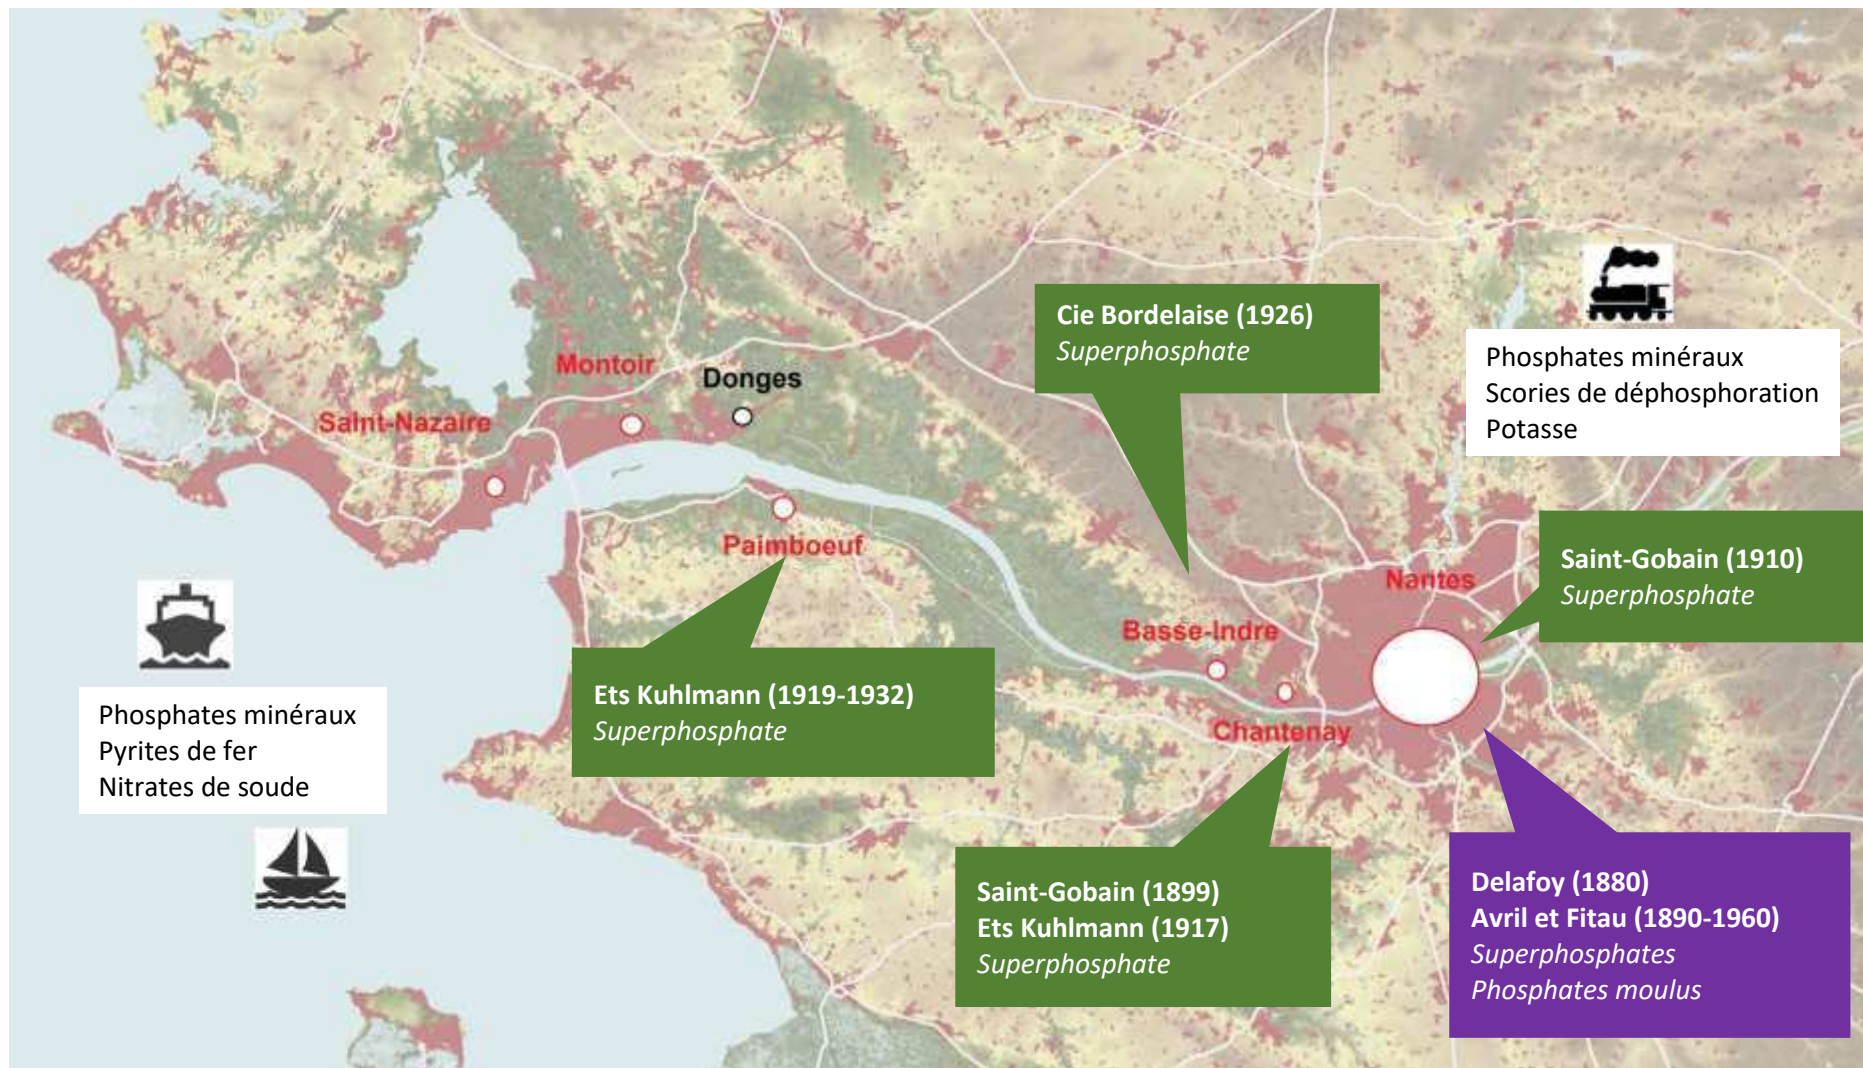 Cie Bordelaise (1926)
Superphosphate
Phosphates minéraux
Scories de déphosphoration
Potasse
Montoir
Donges
Saint-Nazaire
Paimboeuf
Nantes
Saint-Gobain (1910)
Superphosphate
Basse-Indre
Chantenay
Ets Kuhlmann (1919-1932)
Superphosphate
Phosphates minéraux
Pyrites de fer
Nitrates de soude
Saint-Gobain (1899)
Ets Kuhlmann (1917)
Superphosphate
Delafoy (1880)
Avril et Fitau (1890-1960)
Superphosphates
Phosphates moulus